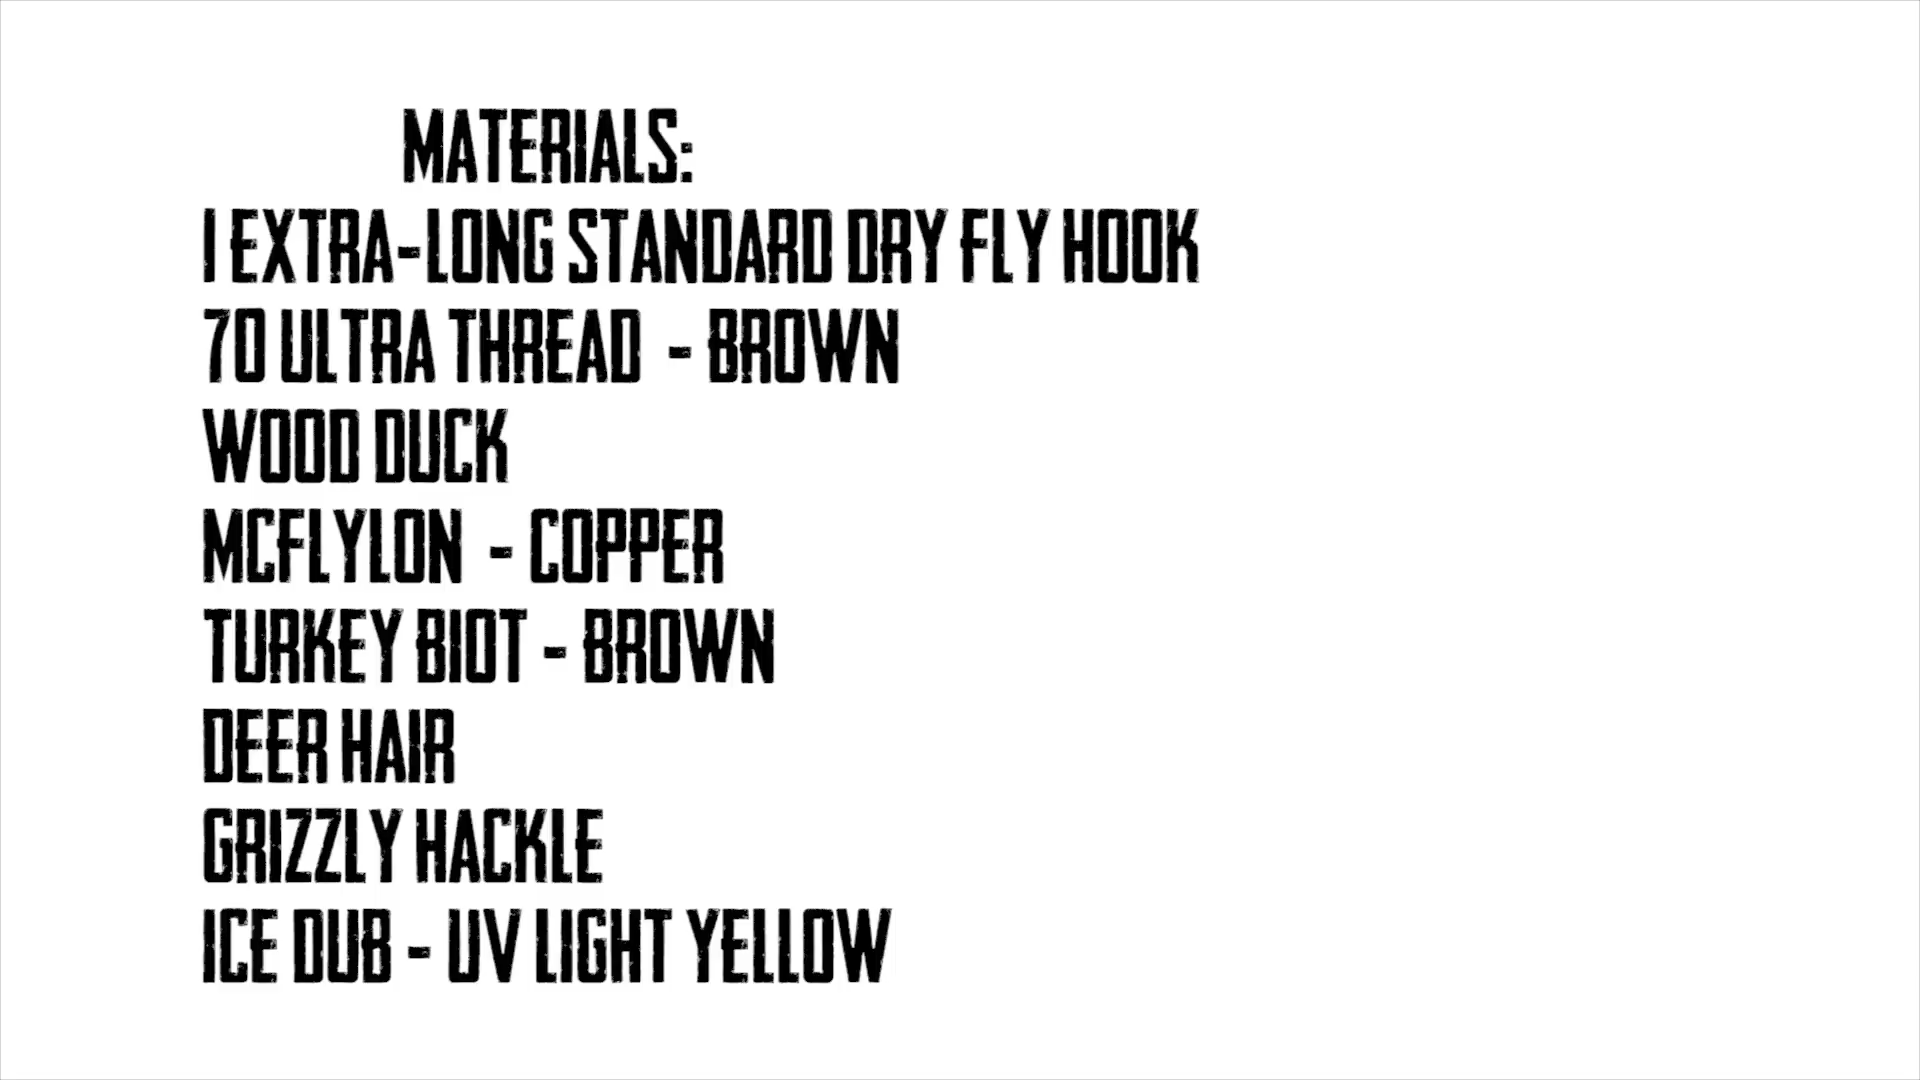 MATERIALS:
1 EXTRA-LONG STANDARD DRY FLY HOOK
70 ULTRA THREAD - BROWN
WOOD DUCK
MCFLYLON - COPPER
TURKEY BIOT - BROWN
DEER HAIR
GRIZZLY HACKLE
ICE DUB - UV LIGHT YELLOW